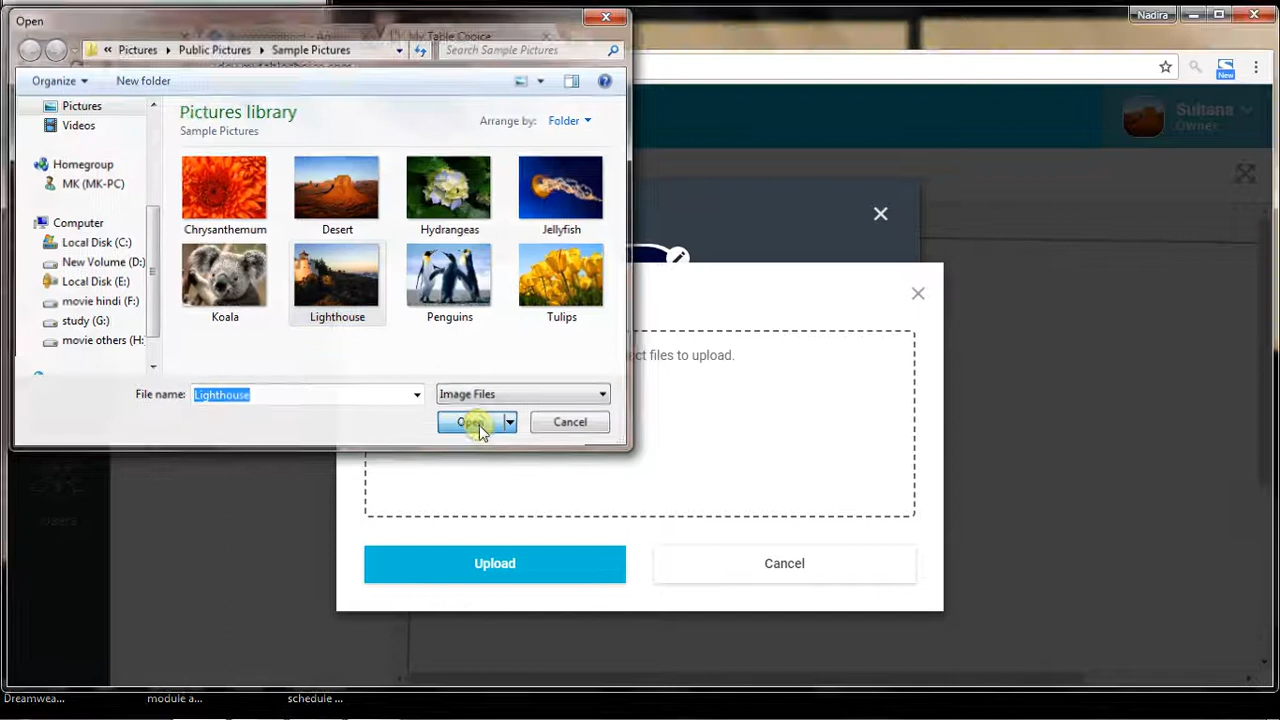 Open
Nadira
« Pictures Public Pictures Sample Pictures
Search Sample Pictures
New
Organize
New folder
Sultana
Owner
Pictures
Videos
Homegroup
MK (MK-PC)
Computer
Local Disk (C:)
New Volume (D:)
Local Disk (E:)
movie hindi (F:)
study (G:)
movie others (H:
Pictures library
Sample Pictures
Arrange by: Folder
Chrysanthemum
Desert
Hydrangeas
Jellyfish
Koala
Lighthouse
Penguins
Tulips
File name: Lighthouse
Image Files
Open
Cancel
files to upload.
Upload
Cancel
Users
Dreamwea...
module a...
schedule ...